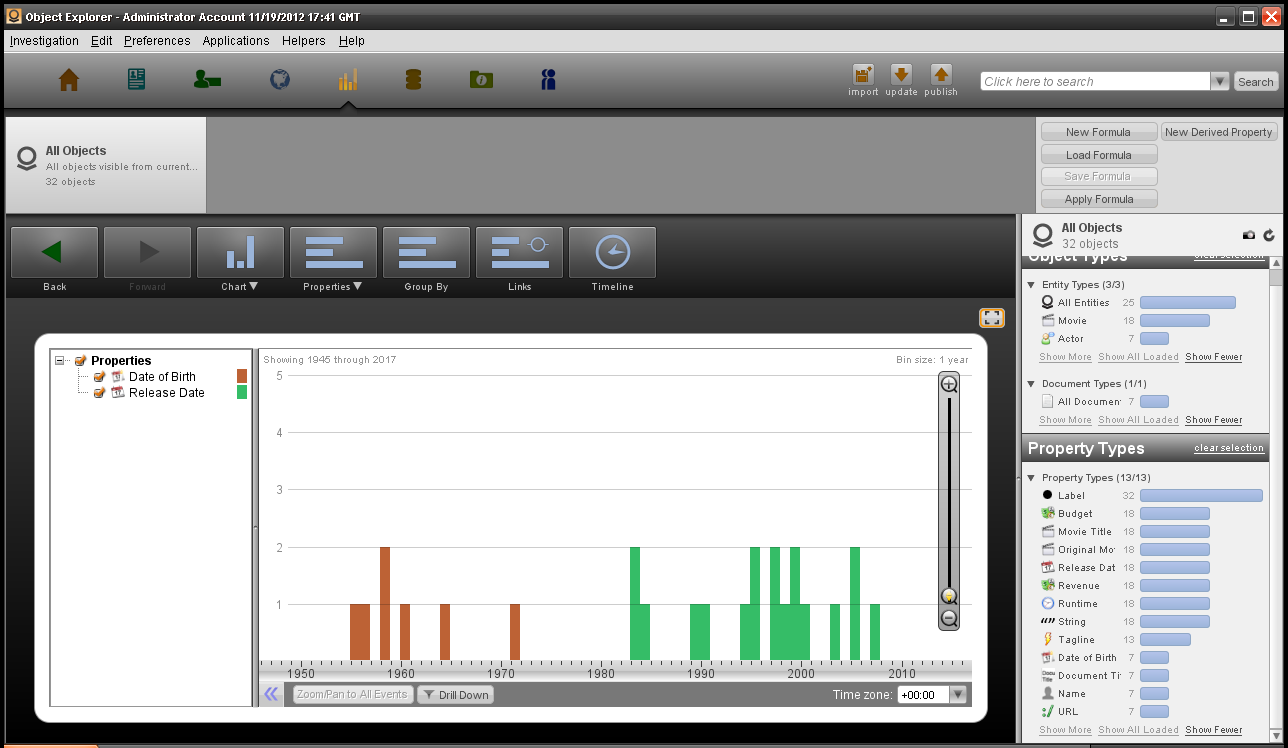 Object Explorer - Administrator Account 11/19/2012 17:41 GMT
Investigation Edit Preferences Applications Helpers Help
import update publish
Click here to search
Search
All Objects
All objects visible from current...
32 objects
New Formula
New Derived Property
Load Formula
Save Formula
Apply Formula
Back
Forward
Chart
Properties
Group By
Links
Timeline
All Objects
32 objects
Object Types
clear selection
Entity Types (3/3)
All Entities 25
Movie 18
Actor 7
Show More Show All Loaded Show Fewer
Document Types (1/1)
All Documen 7
Show More Show All Loaded Show Fewer
Property Types
clear selection
Property Types (13/13)
Label 32
Budget 18
Movie Title 18
Original Mo 18
Release Dat 18
Revenue 18
Runtime 18
String 18
Tagline 13
Date of Birth 7
Document Ti 7
Name 7
URL 7
Show More Show All Loaded Show Fewer
Properties
Date of Birth
Release Date
Showing 1945 through 2017
Bin size: 1 year
5
4
3
2
1
1950 1960 1970 1980 1990 2000 2010
Zoom/Pan to All Events
Drill Down
Time zone: +00:00